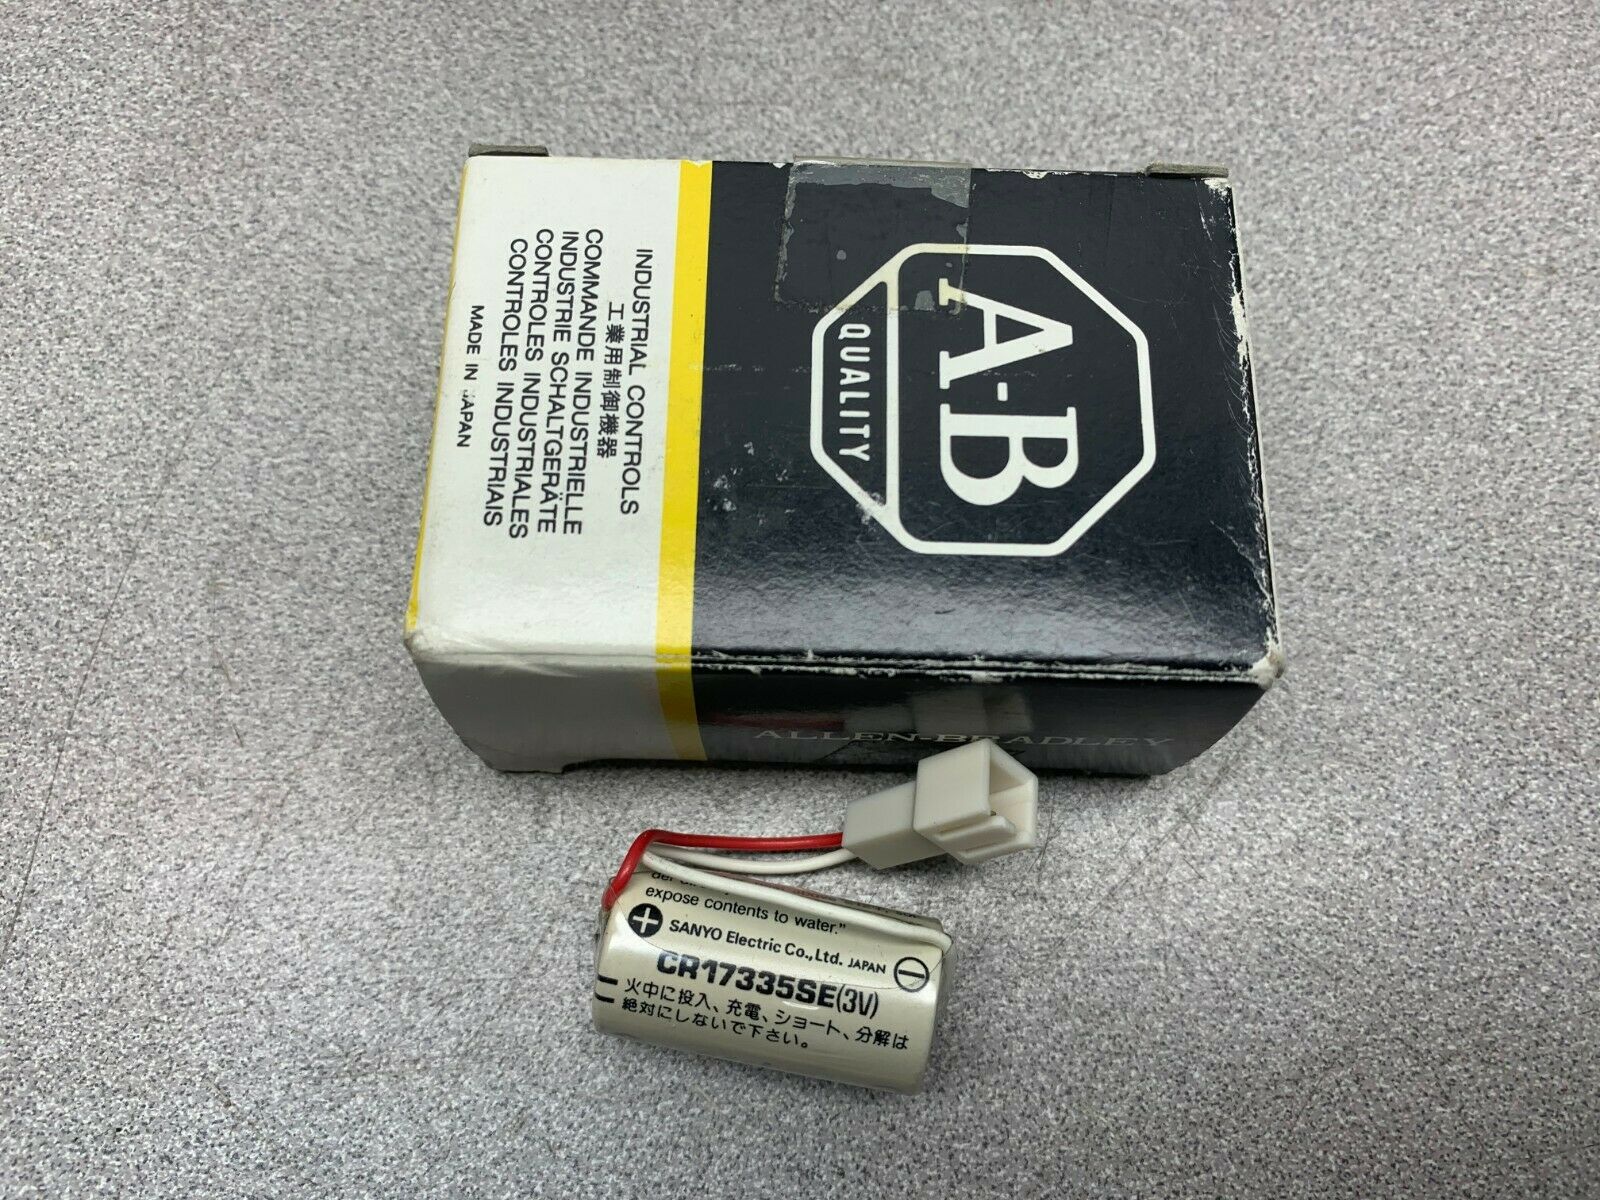 INDUSTRIAL CONTROLS
工業用制御機器
COMMANDE INDUSTRIELLE
INDUSTRIE SCHALTGERÄTE
CONTROLES INDUSTRIALES
CONTROLES INDUSTRIAIS
MADE IN JAPAN
A-B
QUALITY
ALLEN-BRADLEY
expose contents to water."
SANYO Electric Co.,Ltd. JAPAN
CR17335SE(3V)
火中に投入、充電、ショート、分解は
絶対にしないで下さい。